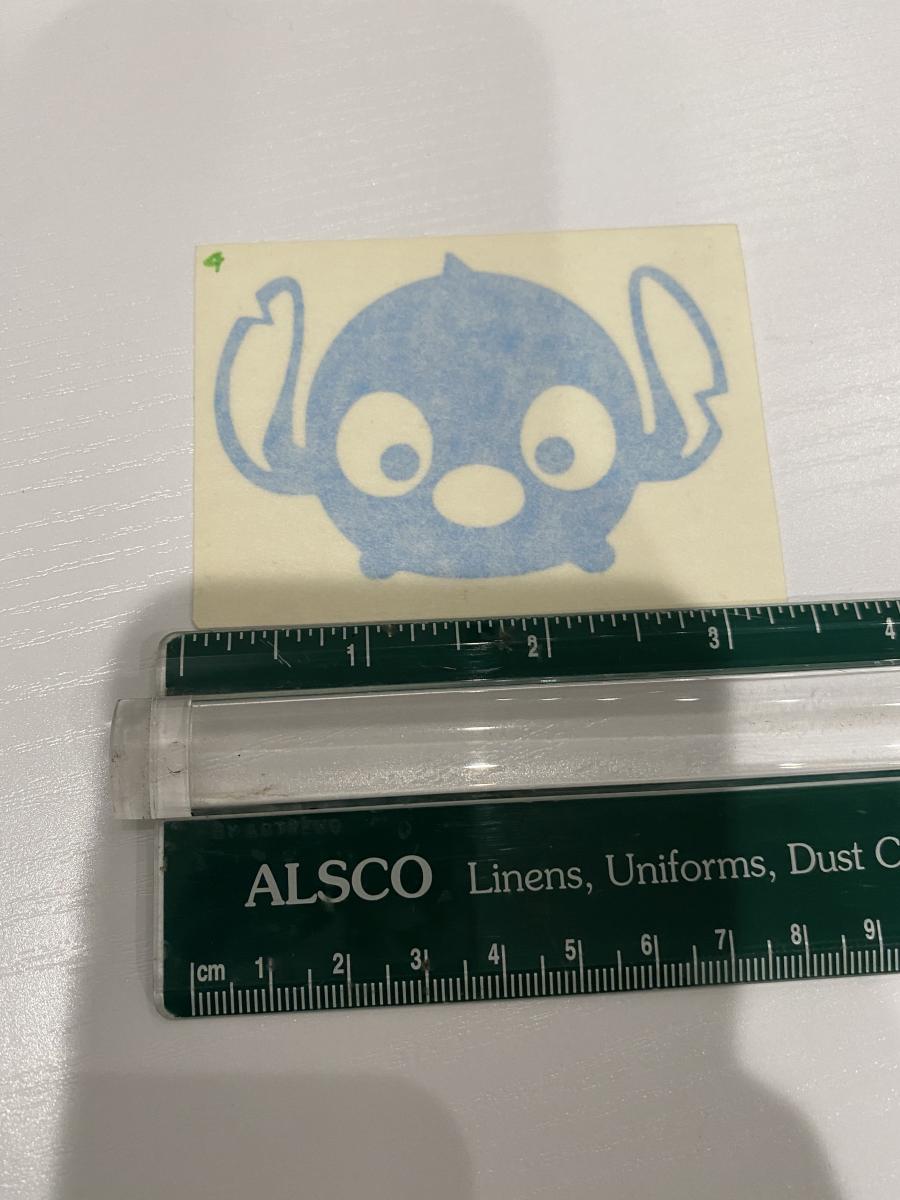 4
1 2 3 4
ALSCO Linens, Uniforms, Dust C
cm 1 2 3 4 5 6 7 8 9